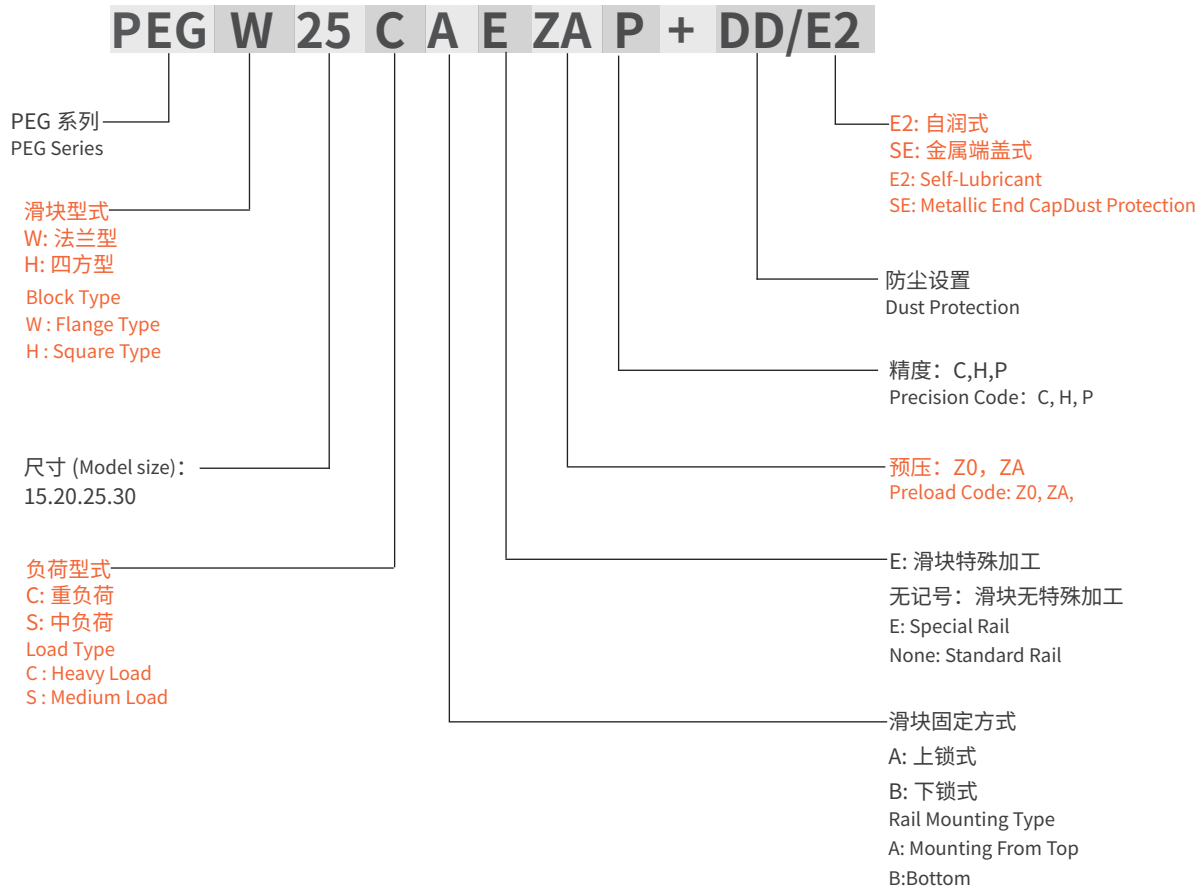 PEG W 25 C A E ZA P + DD/E2
PEG 系列
PEG Series
滑块型式
W: 法兰型
H: 四方型
Block Type
W : Flange Type
H : Square Type
尺寸 (Model size)：
15.20.25.30
负荷型式
C: 重负荷
S: 中负荷
Load Type
C : Heavy Load
S : Medium Load
E2: 自润式
SE: 金属端盖式
E2: Self-Lubricant
SE: Metallic End CapDust Protection
防尘设置
Dust Protection
精度：C,H,P
Precision Code：C, H, P
预压：Z0，ZA
Preload Code: Z0, ZA,
E: 滑块特殊加工
无记号：滑块无特殊加工
E: Special Rail
None: Standard Rail
滑块固定方式
A: 上锁式
B: 下锁式
Rail Mounting Type
A: Mounting From Top
B:Bottom